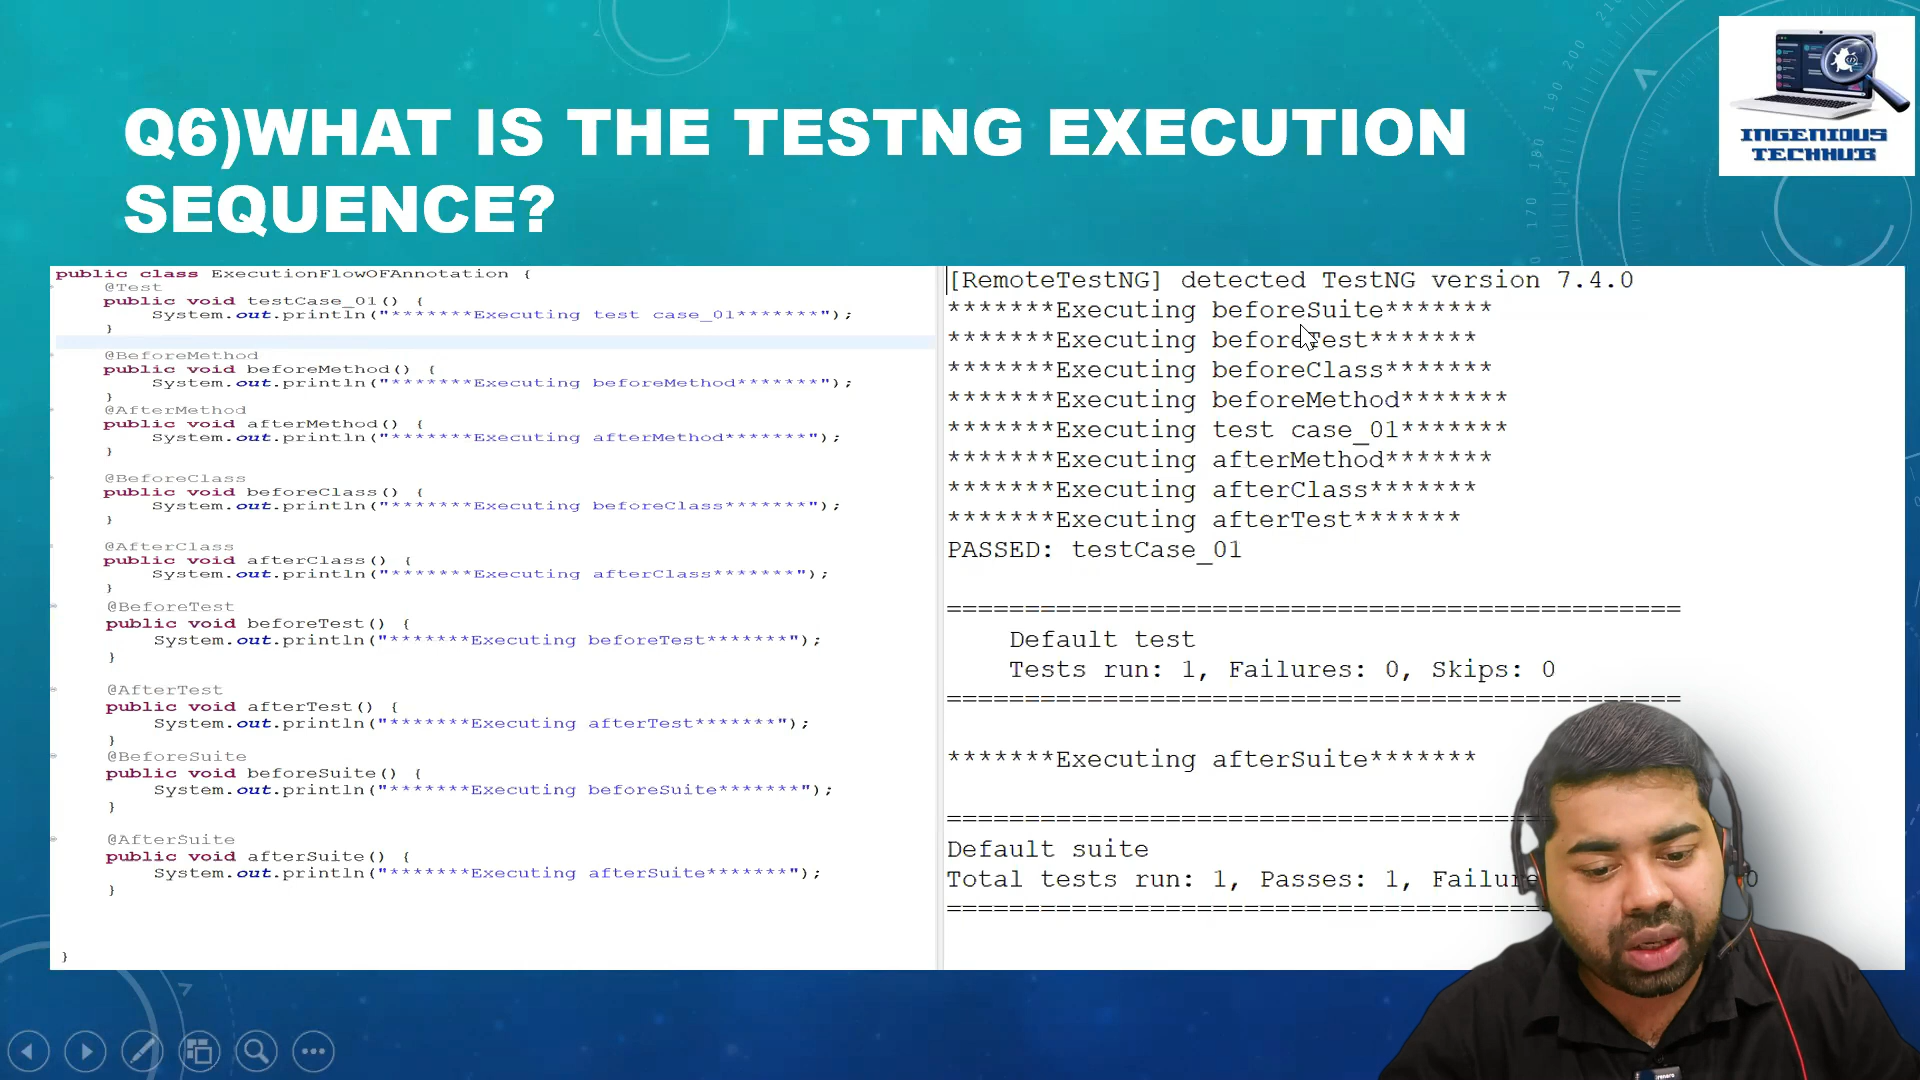 Q6)WHAT IS THE TESTNG EXECUTION
SEQUENCE?
INGENIOUS
TECHHUB
public class ExecutionFlowOFAnnotation {
@Test
public void testCase_01() {
System.out.println("*******Executing test case_01*******");
}
@BeforeMethod
public void beforeMethod() {
System.out.println("*******Executing beforeMethod*******");
}
@AfterMethod
public void afterMethod() {
System.out.println("*******Executing afterMethod*******");
}
@BeforeClass
public void beforeClass() {
System.out.println("*******Executing beforeClass*******");
}
@AfterClass
public void afterClass() {
System.out.println("*******Executing afterClass*******");
}
@BeforeTest
public void beforeTest() {
System.out.println("*******Executing beforeTest*******");
}
@AfterTest
public void afterTest() {
System.out.println("*******Executing afterTest*******");
}
@BeforeSuite
public void beforeSuite() {
System.out.println("*******Executing beforeSuite*******");
}
@AfterSuite
public void afterSuite() {
System.out.println("*******Executing afterSuite*******");
}
}
[RemoteTestNG] detected TestNG version 7.4.0
*******Executing beforeSuite*******
*******Executing beforeTest*******
*******Executing beforeClass*******
*******Executing beforeMethod*******
*******Executing test case_01*******
*******Executing afterMethod*******
*******Executing afterClass*******
*******Executing afterTest*******
PASSED: testCase_01
===============================================
Default test
Tests run: 1, Failures: 0, Skips: 0
===============================================
*******Executing afterSuite*******
===============================================
Default suite
Total tests run: 1, Passes: 1, Failure 0
===============================================
210
200
190
180
170